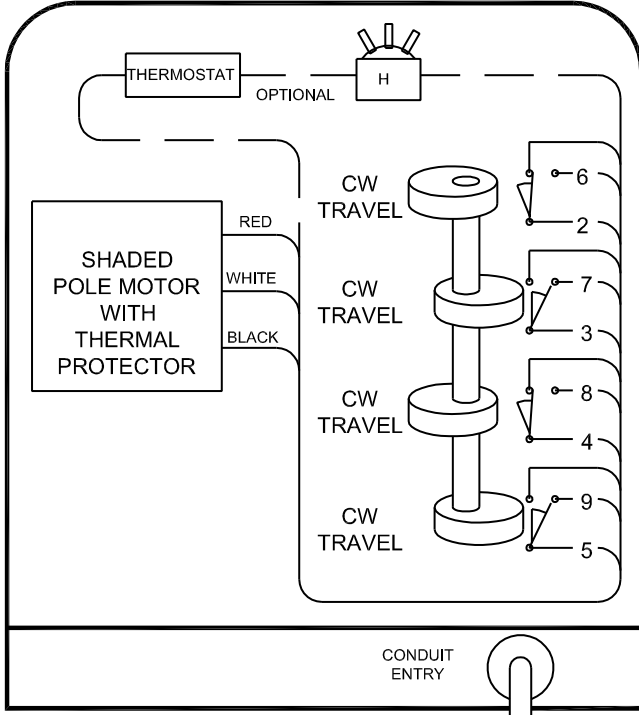 THERMOSTAT
OPTIONAL
H
CW
TRAVEL
6
2
RED
WHITE
BLACK
SHADED
POLE MOTOR
WITH
THERMAL
PROTECTOR
CW
TRAVEL
7
3
CW
TRAVEL
8
4
CW
TRAVEL
9
5
CONDUIT
ENTRY